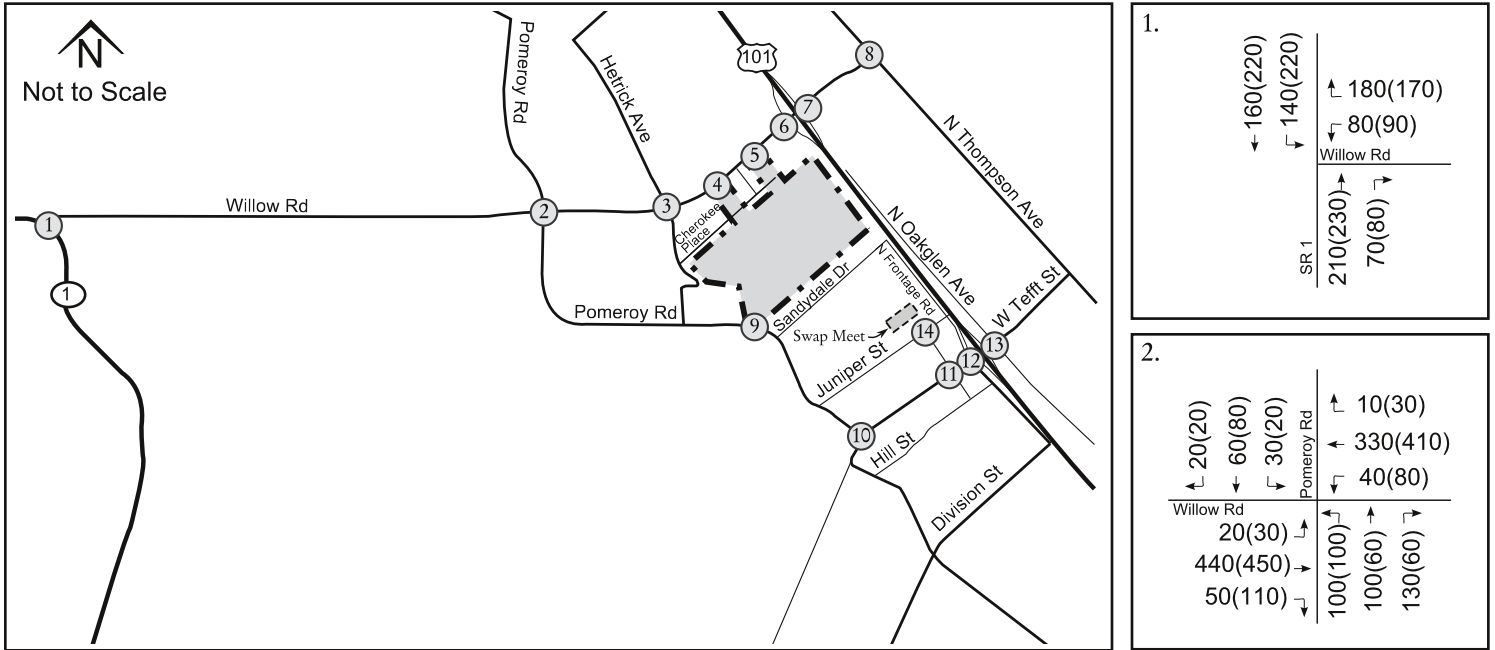 N
Not to Scale
Pomeroy Rd
Hetrick Ave
101
8
7
6
5
4
3
2
1
Willow Rd
1
N Thompson Ave
Cherokee
Place
N Oakglen Ave
N Frontage Rd
Sandydale Dr
W Tefft St
Pomeroy Rd
9
Swap Meet
14
13
12
11
Juniper St
10
Hill St
Division St
1.
160(220)
140(220)
180(170)
80(90)
Willow Rd
SR 1
210(230)
70(80)
2.
20(20)
60(80)
30(20)
Pomeroy Rd
10(30)
330(410)
40(80)
Willow Rd
20(30)
440(450)
50(110)
100(100)
100(60)
130(60)